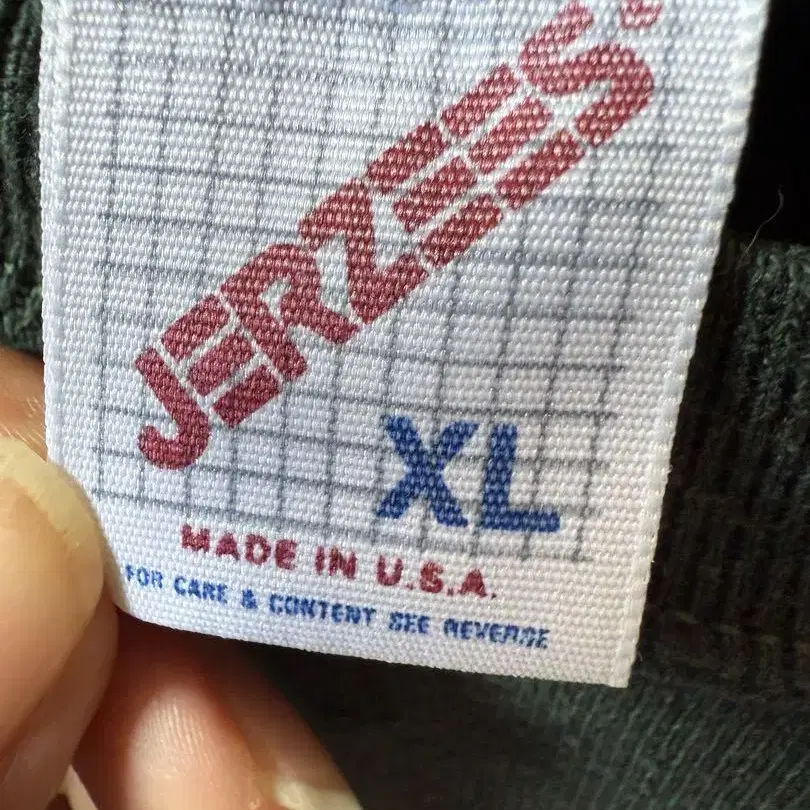 JERZEES®
XL
MADE IN U.S.A.
FOR CARE & CONTENT SEE REVERSE